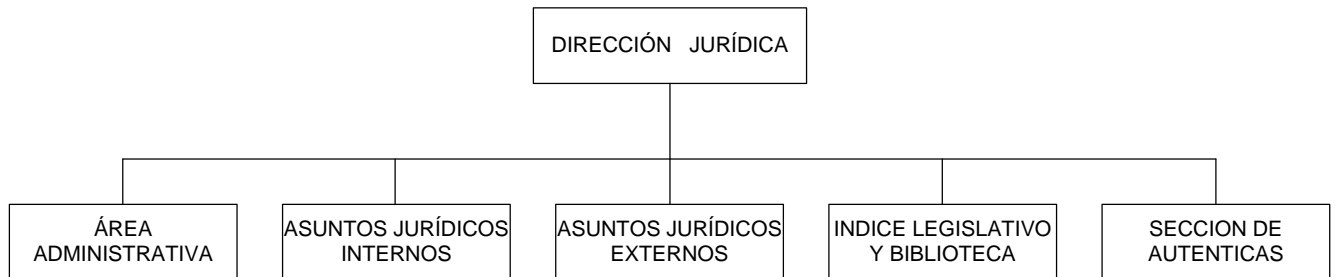 DIRECCIÓN JURÍDICA
ÁREA
ADMINISTRATIVA
ASUNTOS JURÍDICOS
INTERNOS
ASUNTOS JURÍDICOS
EXTERNOS
INDICE LEGISLATIVO
Y BIBLIOTECA
SECCION DE
AUTENTICAS